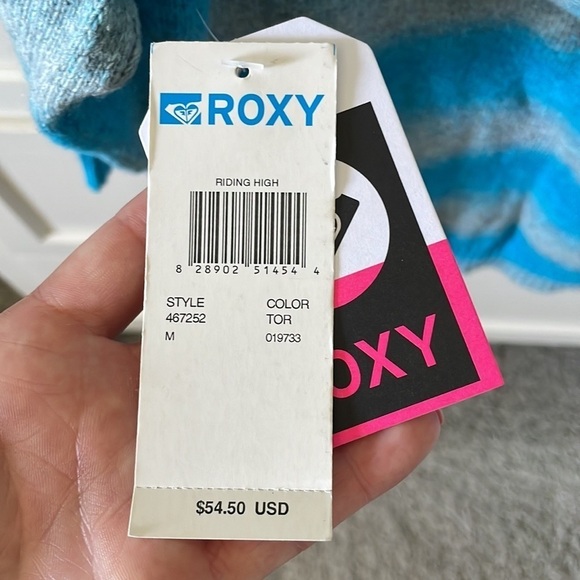 ROXY
RIDING HIGH
8 28902 51454 4
STYLE COLOR
467252 TOR
M 019733
$54.50 USD
OXY